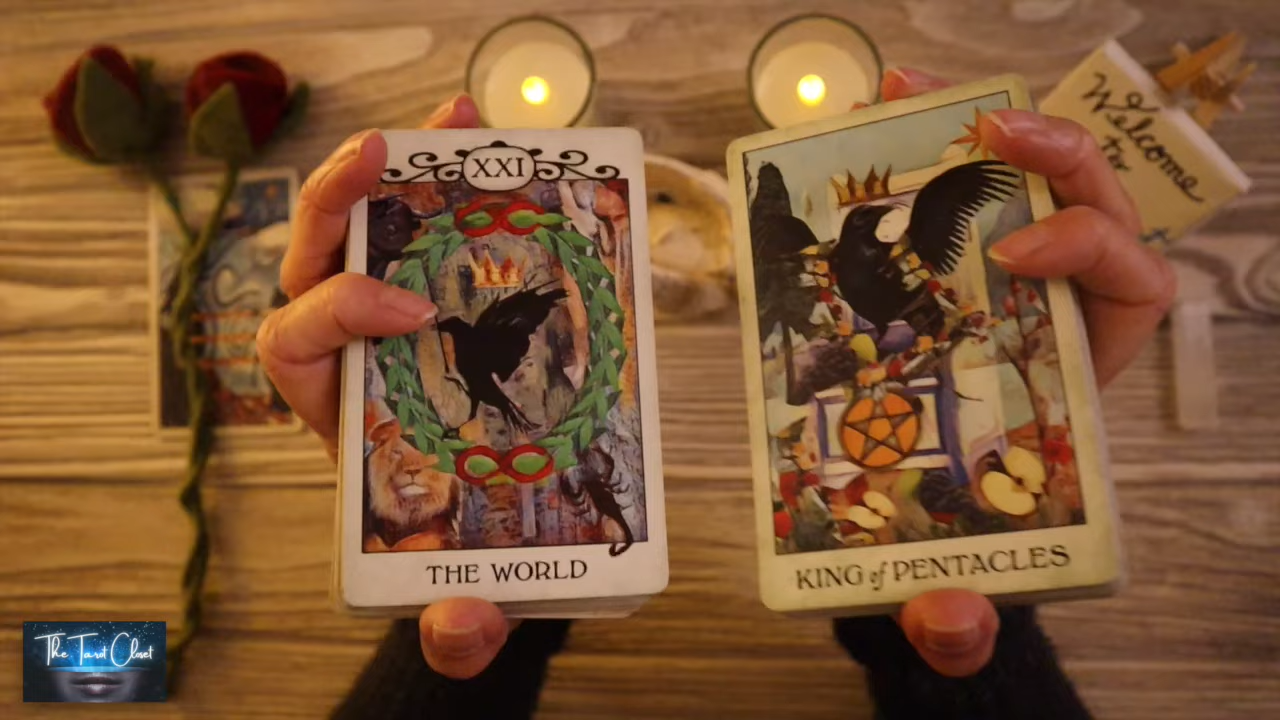 Welcome
to
XXI
THE WORLD
KING of PENTACLES
The Tarot Closet